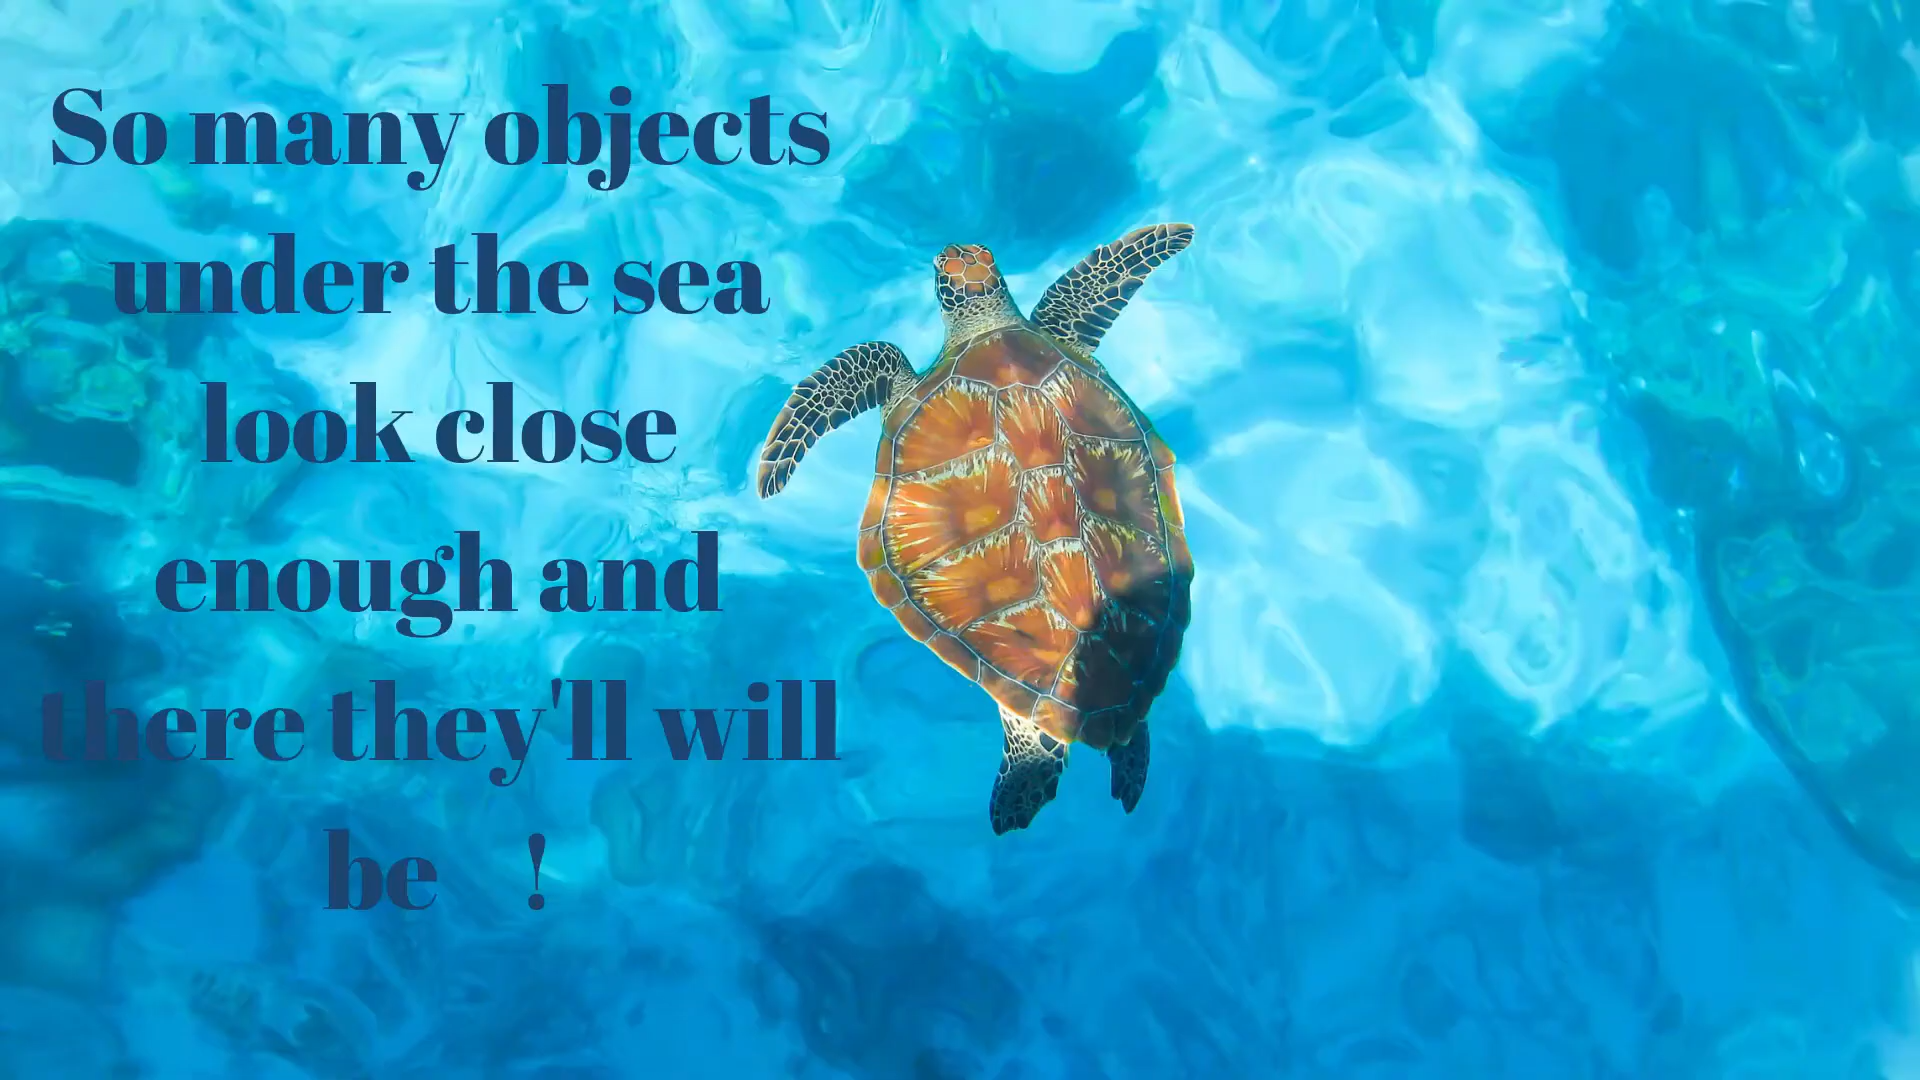 So many objects
under the sea
look close
enough and
there they'll will
be !